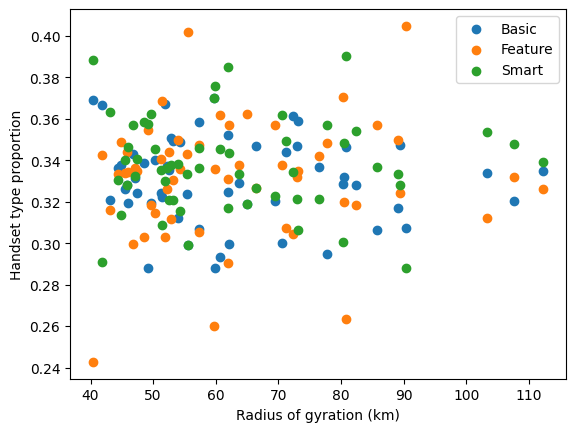 Basic
Feature
Smart
0.40
0.38
0.36
0.34
0.32
0.30
0.28
0.26
0.24
Handset type proportion
40 50 60 70 80 90 100 110
Radius of gyration (km)